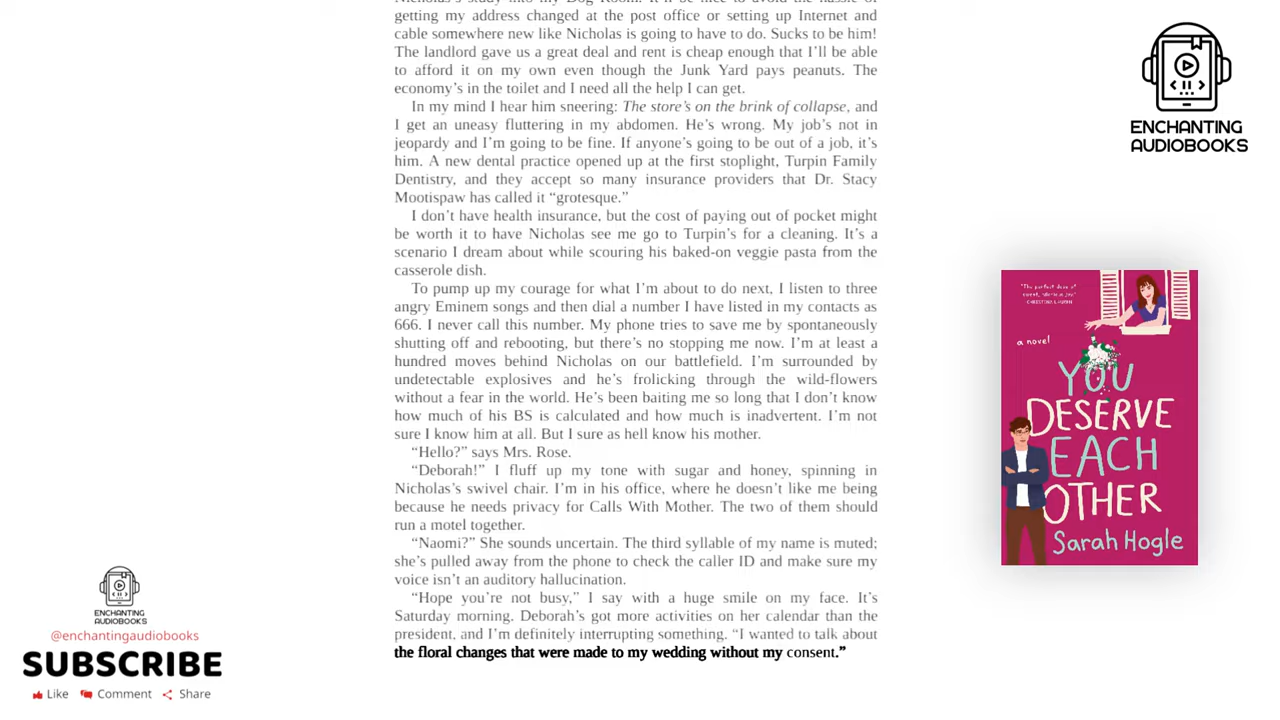 getting my address changed at the post office or setting up Internet and
cable somewhere new like Nicholas is going to have to do. Sucks to be him!
The landlord gave us a great deal and rent is cheap enough that I’ll be able
to afford it on my own even though the Junk Yard pays peanuts. The
economy’s in the toilet and I need all the help I can get.
In my mind I hear him sneering: The store’s on the brink of collapse, and
I get an uneasy fluttering in my abdomen. He’s wrong. My job’s not in
jeopardy and I’m going to be fine. If anyone’s going to be out of a job, it’s
him. A new dental practice opened up at the first stoplight, Turpin Family
Dentistry, and they accept so many insurance providers that Dr. Stacy
Mootispaw has called it “grotesque.”
I don’t have health insurance, but the cost of paying out of pocket might
be worth it to have Nicholas see me go to Turpin’s for a cleaning. It’s a
scenario I dream about while scouring his baked-on veggie pasta from the
casserole dish.
To pump up my courage for what I’m about to do next, I listen to three
angry Eminem songs and then dial a number I have listed in my contacts as
666. I never call this number. My phone tries to save me by spontaneously
shutting off and rebooting, but there’s no stopping me now. I’m at least a
hundred moves behind Nicholas on our battlefield. I’m surrounded by
undetectable explosives and he’s frolicking through the wild-flowers
without a fear in the world. He’s been baiting me so long that I don’t know
how much of his BS is calculated and how much is inadvertent. I’m not
sure I know him at all. But I sure as hell know his mother.
“Hello?” says Mrs. Rose.
“Deborah!” I fluff up my tone with sugar and honey, spinning in
Nicholas’s swivel chair. I’m in his office, where he doesn’t like me being
because he needs privacy for Calls With Mother. The two of them should
run a motel together.
“Naomi?” She sounds uncertain. The third syllable of my name is muted;
she’s pulled away from the phone to check the caller ID and make sure my
voice isn’t an auditory hallucination.
“Hope you’re not busy,” I say with a huge smile on my face. It’s
Saturday morning. Deborah’s got more activities on her calendar than the
president, and I’m definitely interrupting something. “I wanted to talk about
the floral changes that were made to my wedding without my consent.”
ENCHANTING
AUDIOBOOKS
a novel
YOU
DESERVE
EACH
OTHER
Sarah Hogle
ENCHANTING
AUDIOBOOKS
@enchantingaudiobooks
SUBSCRIBE
Like Comment Share